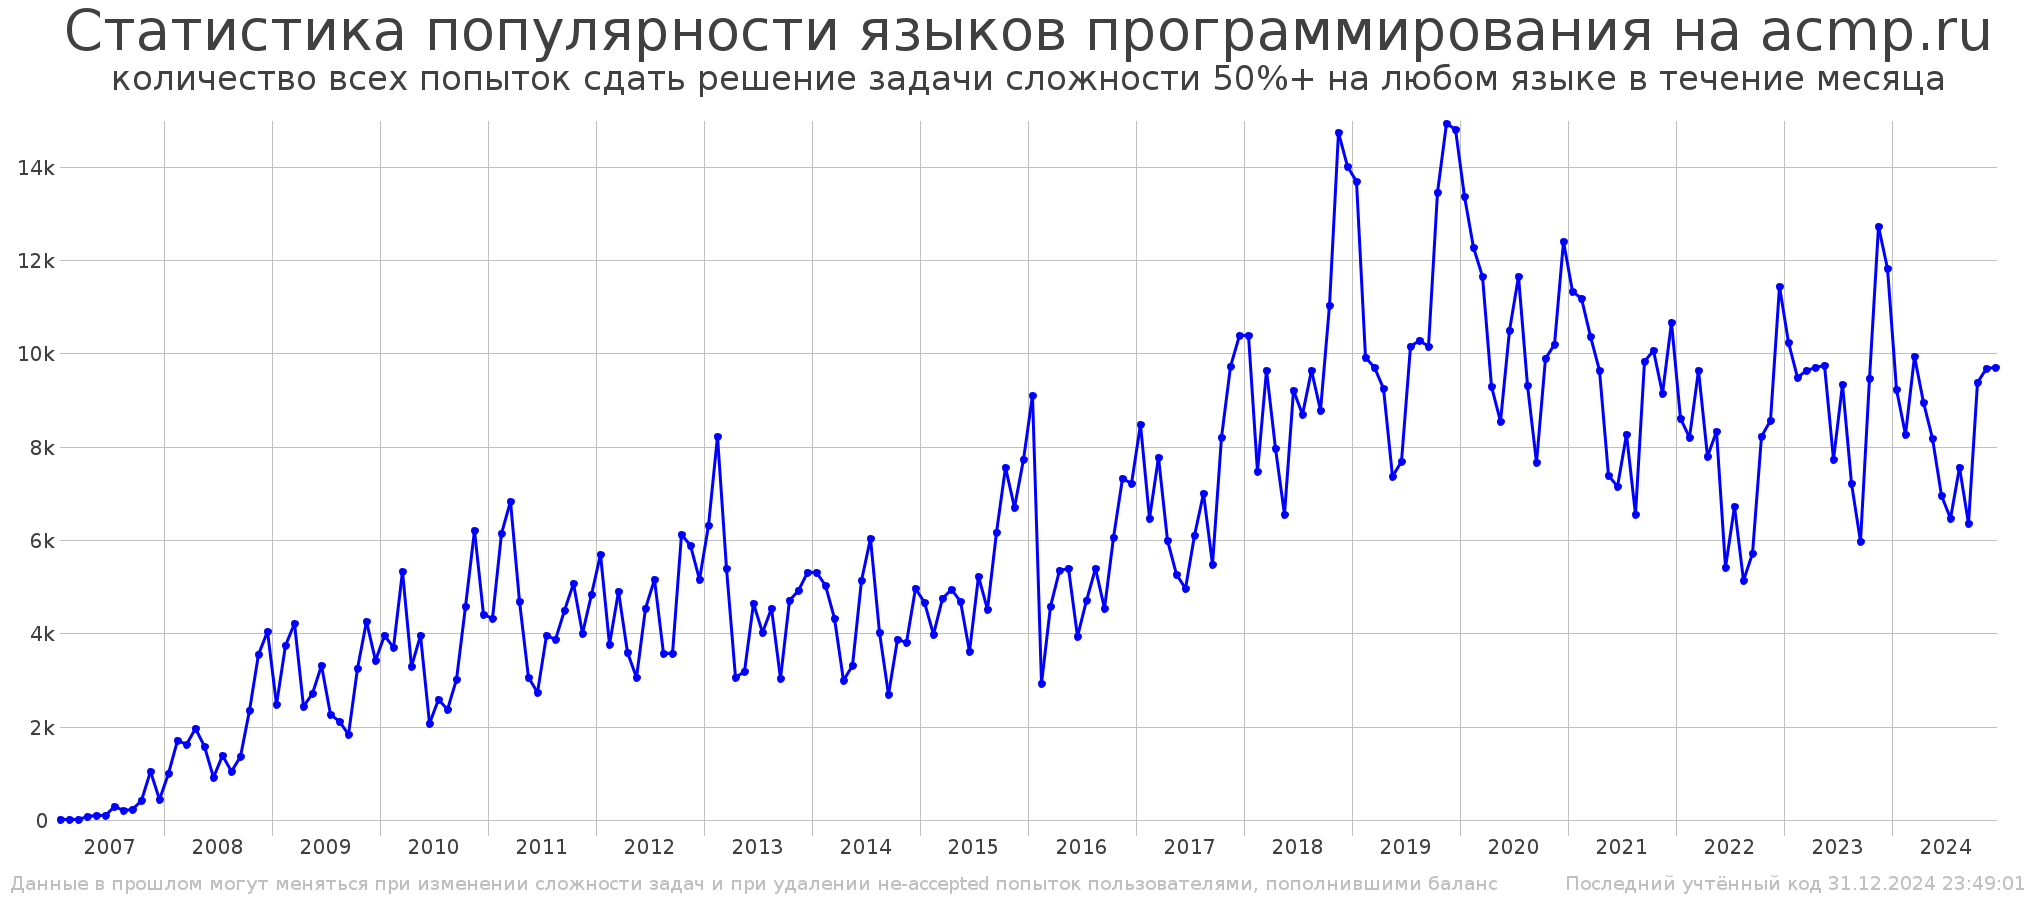 Статистика популярности языков программирования на acmp.ru
количество всех попыток сдать решение задачи сложности 50%+ на любом языке в течение месяца
14k
12k
10k
8k
6k
4k
2k
0
2007 2008 2009 2010 2011 2012 2013 2014 2015 2016 2017 2018 2019 2020 2021 2022 2023 2024
Данные в прошлом могут меняться при изменении сложности задач и при удалении не-accepted попыток пользователями, пополнившими баланс
Последний учтённый код 31.12.2024 23:49:01